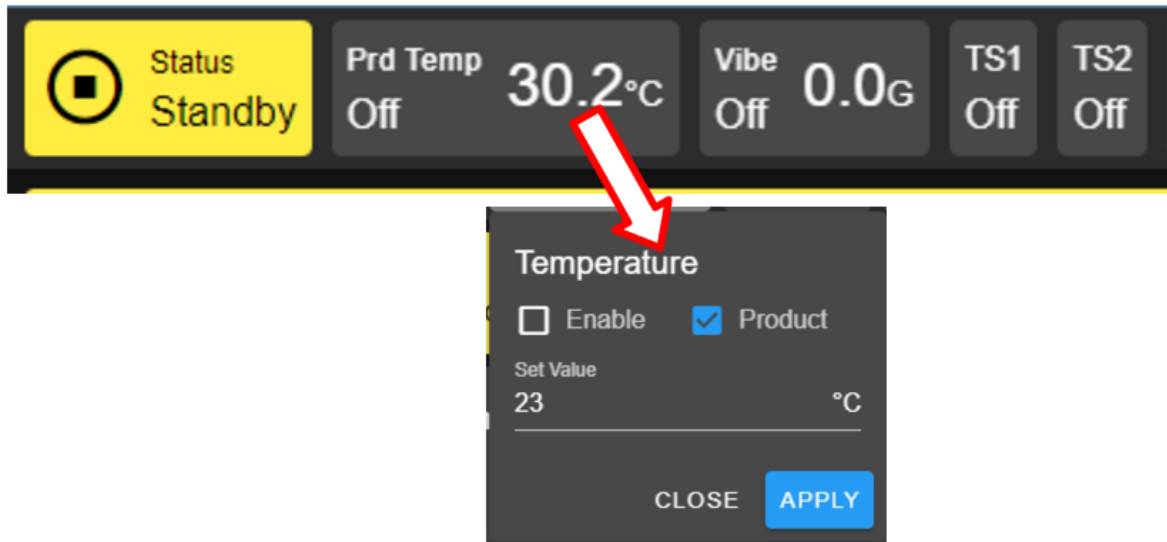 Status
Standby
Prd Temp
Off
30.2°C
Vibe
Off
0.0G
TS1
Off
TS2
Off
Temperature
Enable
Product
Set Value
23 °C
CLOSE APPLY